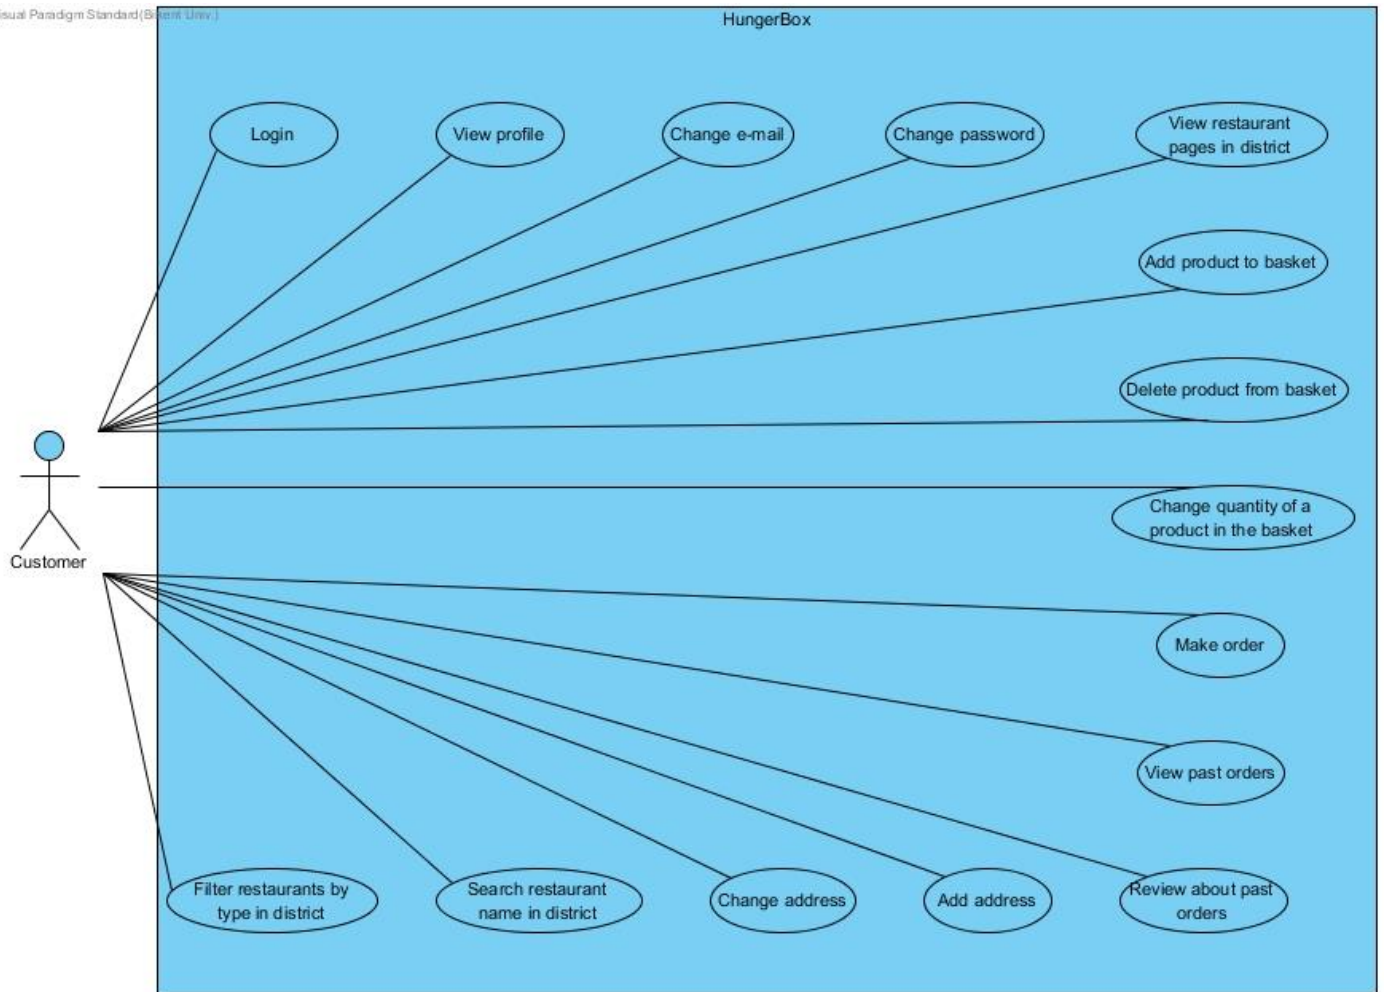 isual Paradigm Standard(Bilkent Univ.)
HungerBox
Login
View profile
Change e-mail
Change password
View restaurant
pages in district
Add product to basket
Delete product from basket
Change quantity of a
product in the basket
Customer
Make order
View past orders
Filter restaurants by
type in district
Search restaurant
name in district
Change address
Add address
Review about past
orders